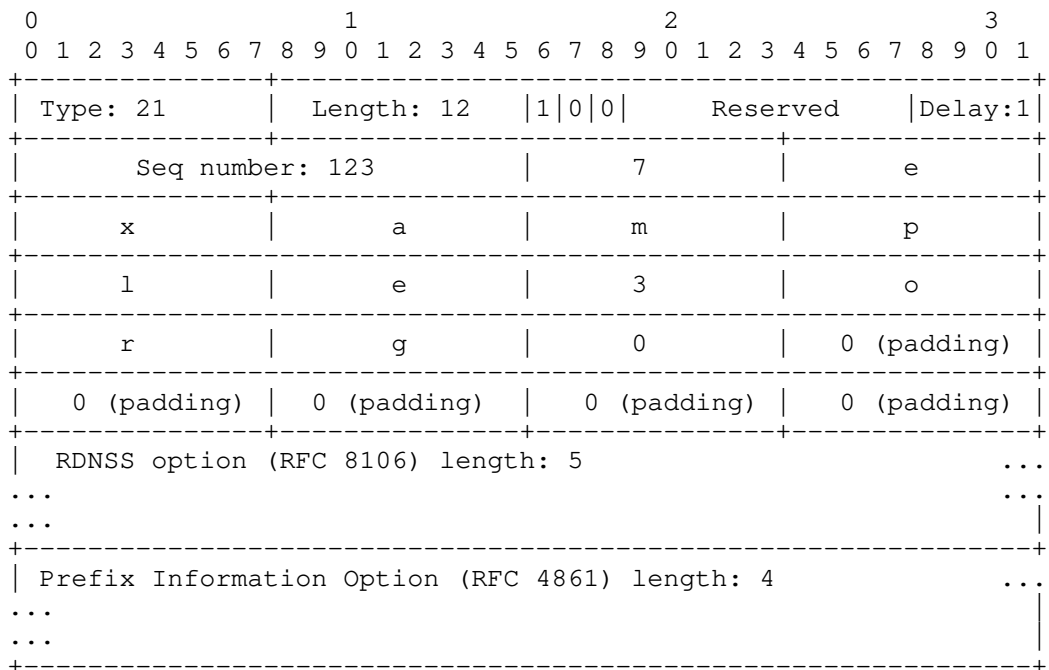 0 1 2 3
0 1 2 3 4 5 6 7 8 9 0 1 2 3 4 5 6 7 8 9 0 1 2 3 4 5 6 7 8 9 0 1
+---------------+-----------------------------------------------+
| Type: 21 | Length: 12 |1|0|0| Reserved |Delay:1|
+---------------+-------------------------------+---------------+
| Seq number: 123 | 7 | e |
+---------------+-----------------------------------------------+
| x | a | m | p |
+---------------------------------------------------------------+
| l | e | 3 | o |
+---------------------------------------------------------------+
| r | g | 0 | 0 (padding) |
+---------------------------------------------------------------+
| 0 (padding) | 0 (padding) | 0 (padding) | 0 (padding) |
+---------------+---------------+---------------+---------------+
| RDNSS option (RFC 8106) length: 5 ...
... ...
... |
+---------------------------------------------------------------+
| Prefix Information Option (RFC 4861) length: 4 ...
... |
... |
+---------------------------------------------------------------+